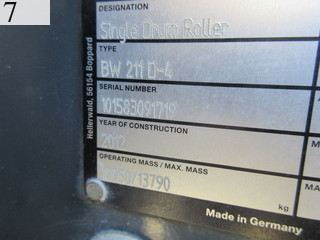 7
DESIGNATION
Single Drum Roller
TYPE
BW 211 D-4
SERIAL NUMBER
YEAR OF CONSTRUCTION
OPERATING MASS / MAX. MASS
/13790
kg
Made in Germany
Hellerwald, 56154 Boppard